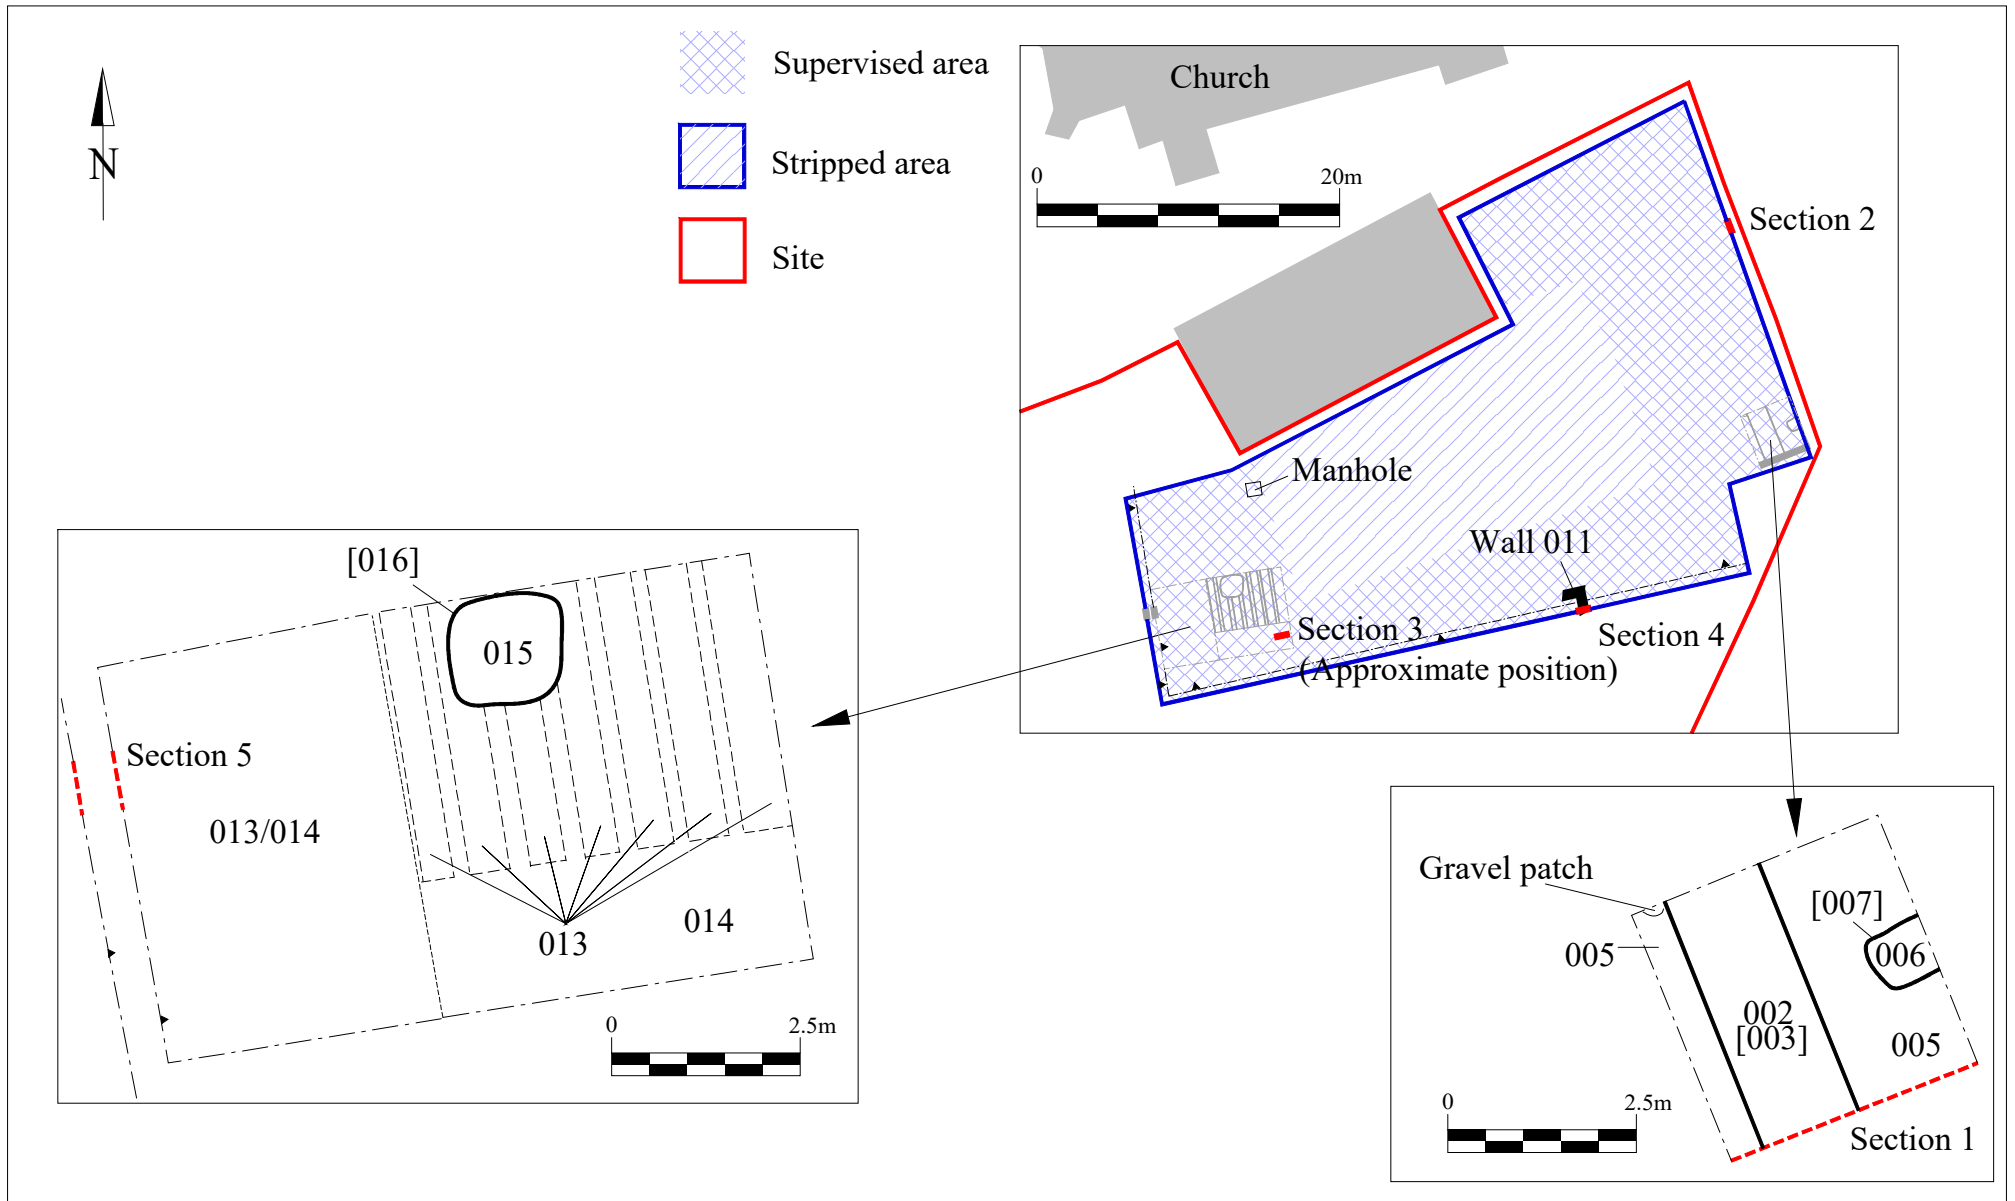 N
Supervised area
Stripped area
Site
Church
0 20m
Section 2
Manhole
Wall 011
Section 3
(Approximate position)
Section 4
[016]
015
Section 5
013/014
013
014
0 2.5m
Gravel patch
005
[007]
006
002
[003]
005
0 2.5m
Section 1